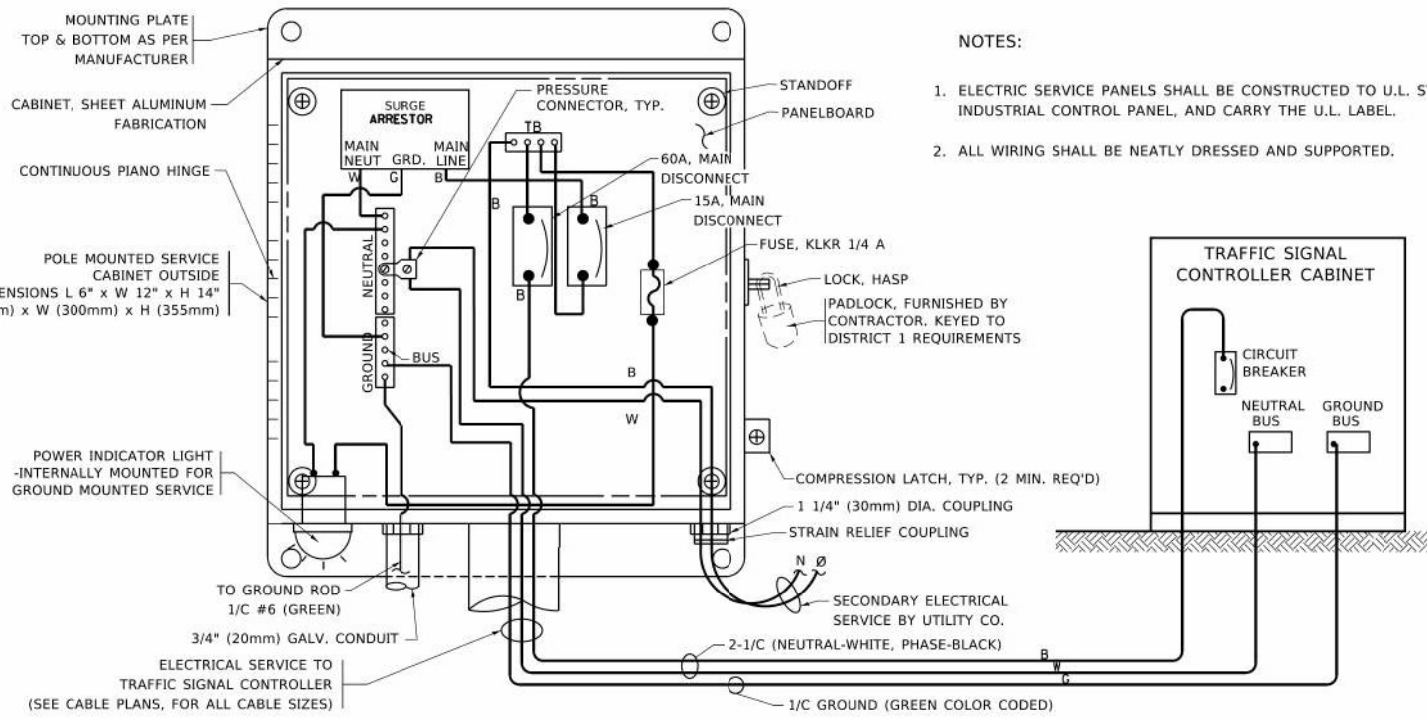 MOUNTING PLATE
TOP & BOTTOM AS PER
MANUFACTURER
CABINET, SHEET ALUMINUM
FABRICATION
CONTINUOUS PIANO HINGE
POLE MOUNTED SERVICE
CABINET OUTSIDE
ENSIONS L 6" x W 12" x H 14"
m) x W (300mm) x H (355mm)
POWER INDICATOR LIGHT
-INTERNALLY MOUNTED FOR
GROUND MOUNTED SERVICE
TO GROUND ROD
1/C #6 (GREEN)
3/4" (20mm) GALV. CONDUIT
ELECTRICAL SERVICE TO
TRAFFIC SIGNAL CONTROLLER
(SEE CABLE PLANS, FOR ALL CABLE SIZES)
SURGE
ARRESTOR
MAIN
NEUT
GRD.
MAIN
LINE
W
G
B
PRESSURE
CONNECTOR, TYP.
TB
NEUTRAL
GROUND
BUS
B
B
B
B
W
STANDOFF
PANELBOARD
60A, MAIN
DISCONNECT
15A, MAIN
DISCONNECT
FUSE, KLKR 1/4 A
LOCK, HASP
PADLOCK, FURNISHED BY
CONTRACTOR. KEYED TO
DISTRICT 1 REQUIREMENTS
COMPRESSION LATCH, TYP. (2 MIN. REQ'D)
1 1/4" (30mm) DIA. COUPLING
STRAIN RELIEF COUPLING
N Ø
SECONDARY ELECTRICAL
SERVICE BY UTILITY CO.
2-1/C (NEUTRAL-WHITE, PHASE-BLACK)
B
W
G
1/C GROUND (GREEN COLOR CODED)
NOTES:
1. ELECTRIC SERVICE PANELS SHALL BE CONSTRUCTED TO U.L. S
INDUSTRIAL CONTROL PANEL, AND CARRY THE U.L. LABEL.
2. ALL WIRING SHALL BE NEATLY DRESSED AND SUPPORTED.
TRAFFIC SIGNAL
CONTROLLER CABINET
CIRCUIT
BREAKER
NEUTRAL
BUS
GROUND
BUS